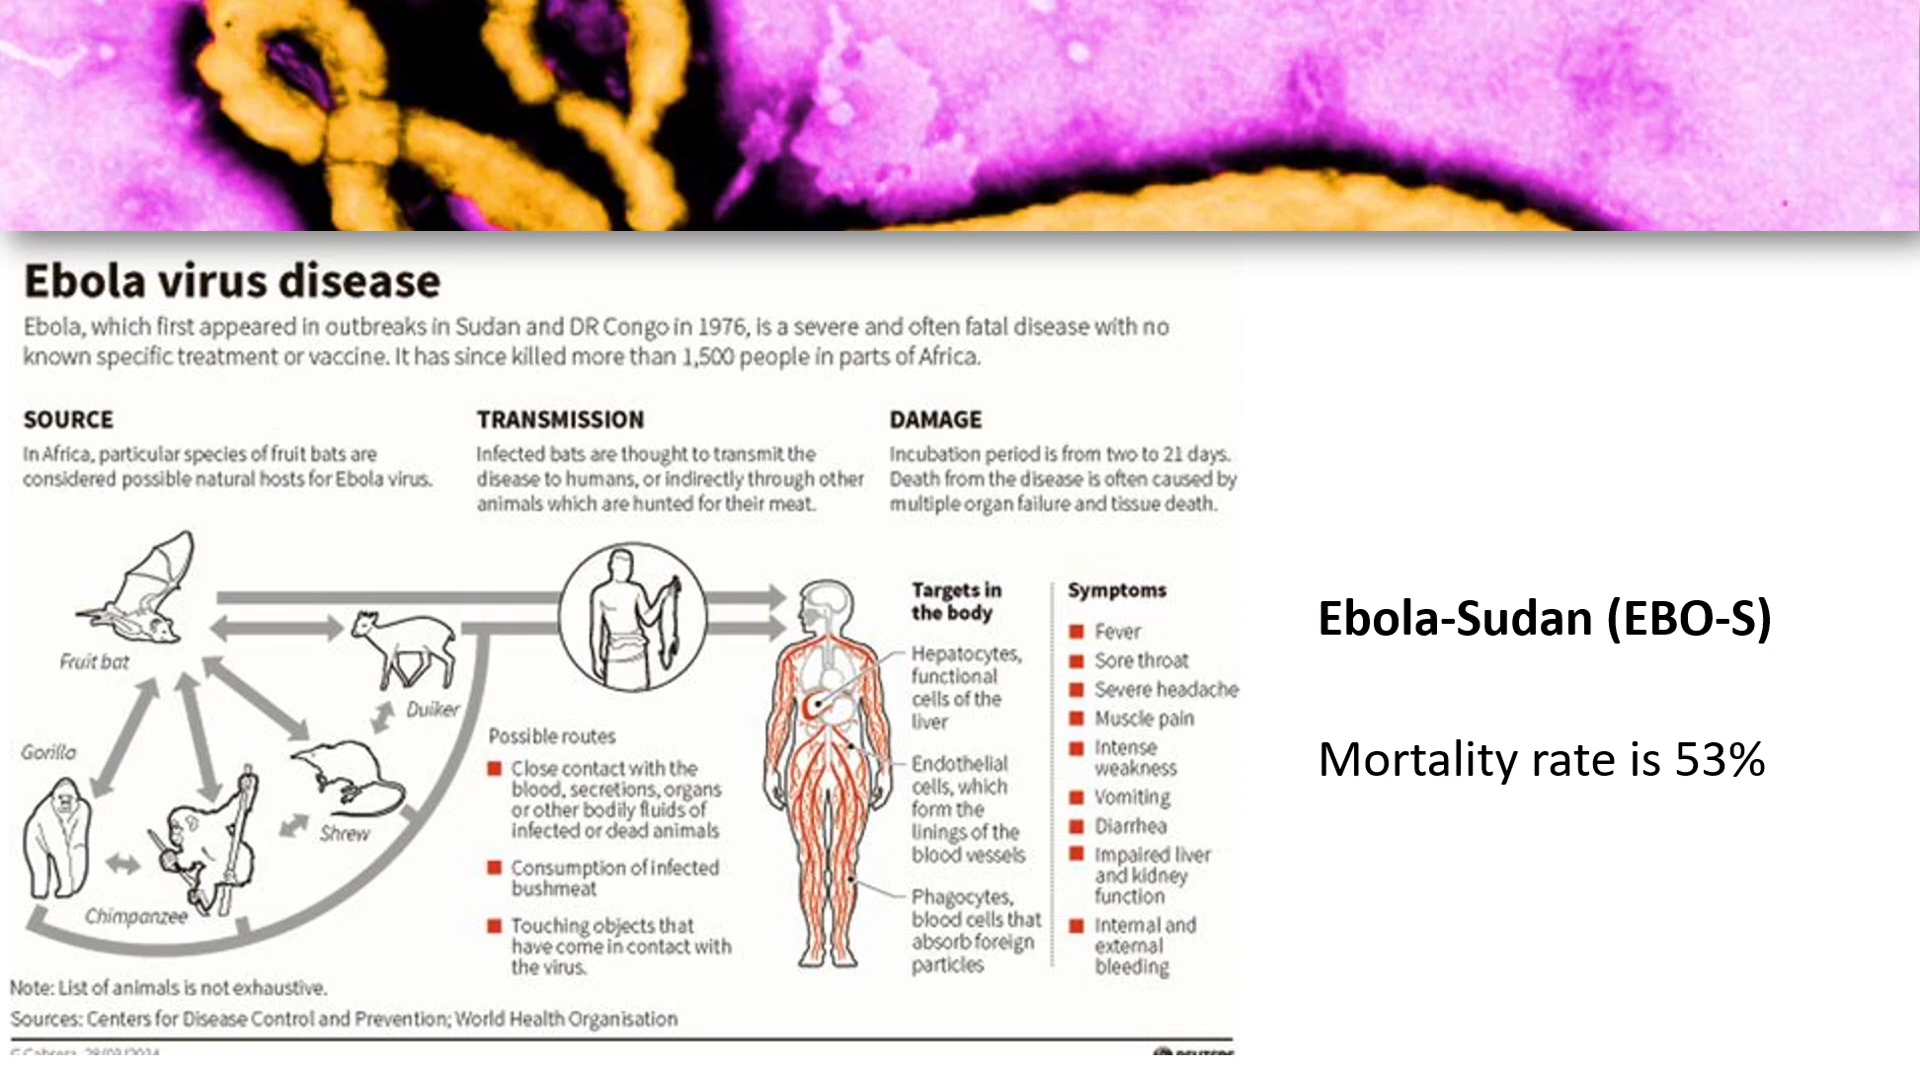 Ebola virus disease
Ebola, which first appeared in outbreaks in Sudan and DR Congo in 1976, is a severe and often fatal disease with no
known specific treatment or vaccine. It has since killed more than 1,500 people in parts of Africa.
SOURCE
In Africa, particular species of fruit bats are
considered possible natural hosts for Ebola virus.
TRANSMISSION
Infected bats are thought to transmit the
disease to humans, or indirectly through other
animals which are hunted for their meat.
DAMAGE
Incubation period is from two to 21 days.
Death from the disease is often caused by
multiple organ failure and tissue death.
Fruit bat
Duiker
Gorilla
Shrew
Chimpanzee
Possible routes
Close contact with the
blood, secretions, organs
or other bodily fluids of
infected or dead animals
Consumption of infected
bushmeat
Touching objects that
have come in contact with
the virus.
Targets in
the body
Hepatocytes,
functional
cells of the
liver
Endothelial
cells, which
form the
linings of the
blood vessels
Phagocytes,
blood cells that
absorb foreign
particles
Symptoms
Fever
Sore throat
Severe headache
Muscle pain
Intense
weakness
Vomiting
Diarrhea
Impaired liver
and kidney
function
Internal and
external
bleeding
Note: List of animals is not exhaustive.
Sources: Centers for Disease Control and Prevention; World Health Organisation
Ebola-Sudan (EBO-S)
Mortality rate is 53%